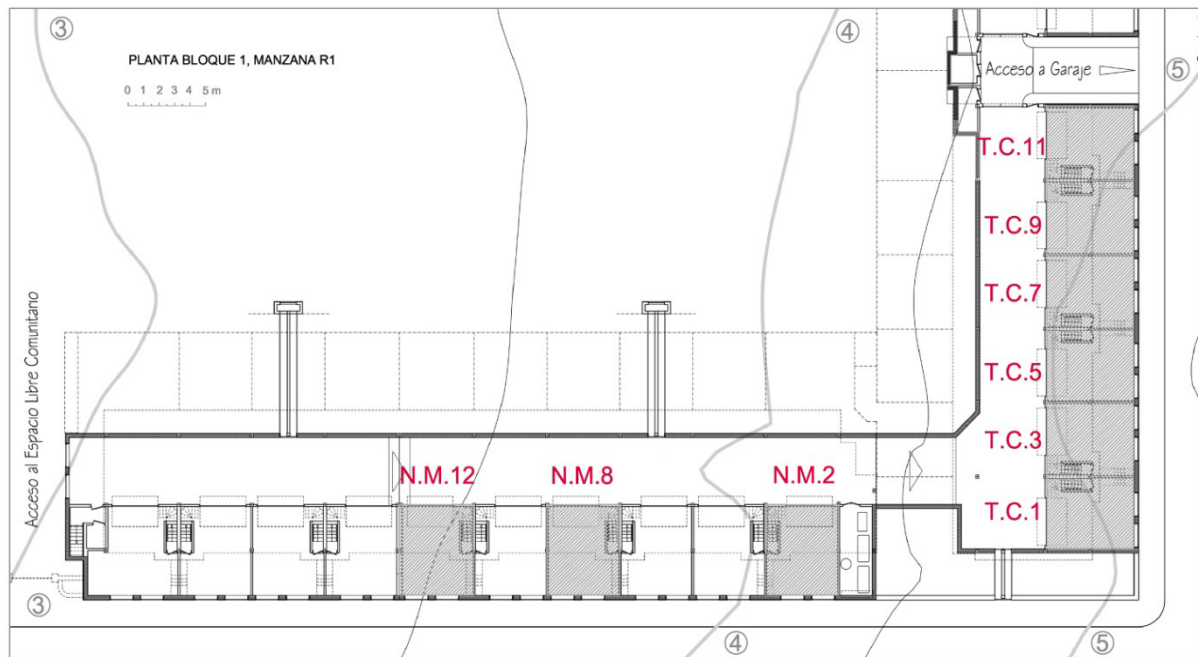 ③
④
PLANTA BLOQUE 1, MANZANA R1
0 1 2 3 4 5 m
Acceso a Garaje
⑤
T.C.11
T.C.9
T.C.7
T.C.5
T.C.3
T.C.1
Acceso al Espacio Libre Comunitario
N.M.12 N.M.8 N.M.2
③
④
⑤